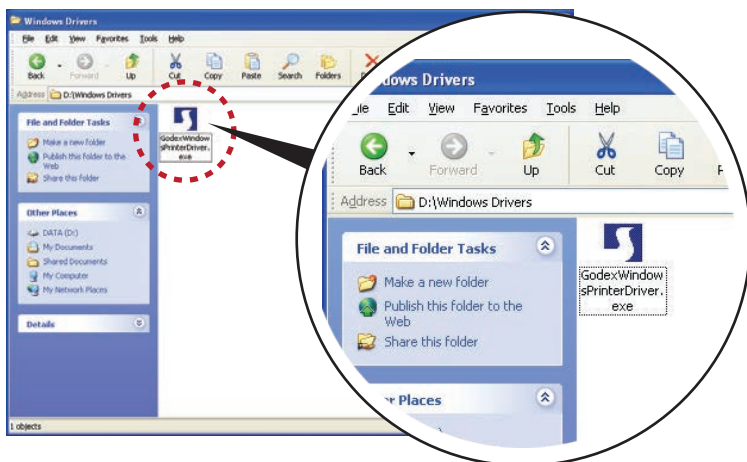 Windows Drivers
File Edit View Favorites Tools Help
Back Forward Up Cut Copy Paste Search Folders
Address D:\Windows Drivers
File and Folder Tasks
Make a new folder
Publish this folder to the
Web
Share this folder
Other Places
DATA (D:)
My Documents
Shared Documents
My Computer
My Network Places
Details
GodexWindow
sPrinterDriver.
exe
1 objects
dows Drivers
ile Edit View Favorites Tools Help
Back Forward Up Cut Copy
Address D:\Windows Drivers
File and Folder Tasks
Make a new folder
Publish this folder to the
Web
Share this folder
r Places
GodexWindow
sPrinterDriver.
exe